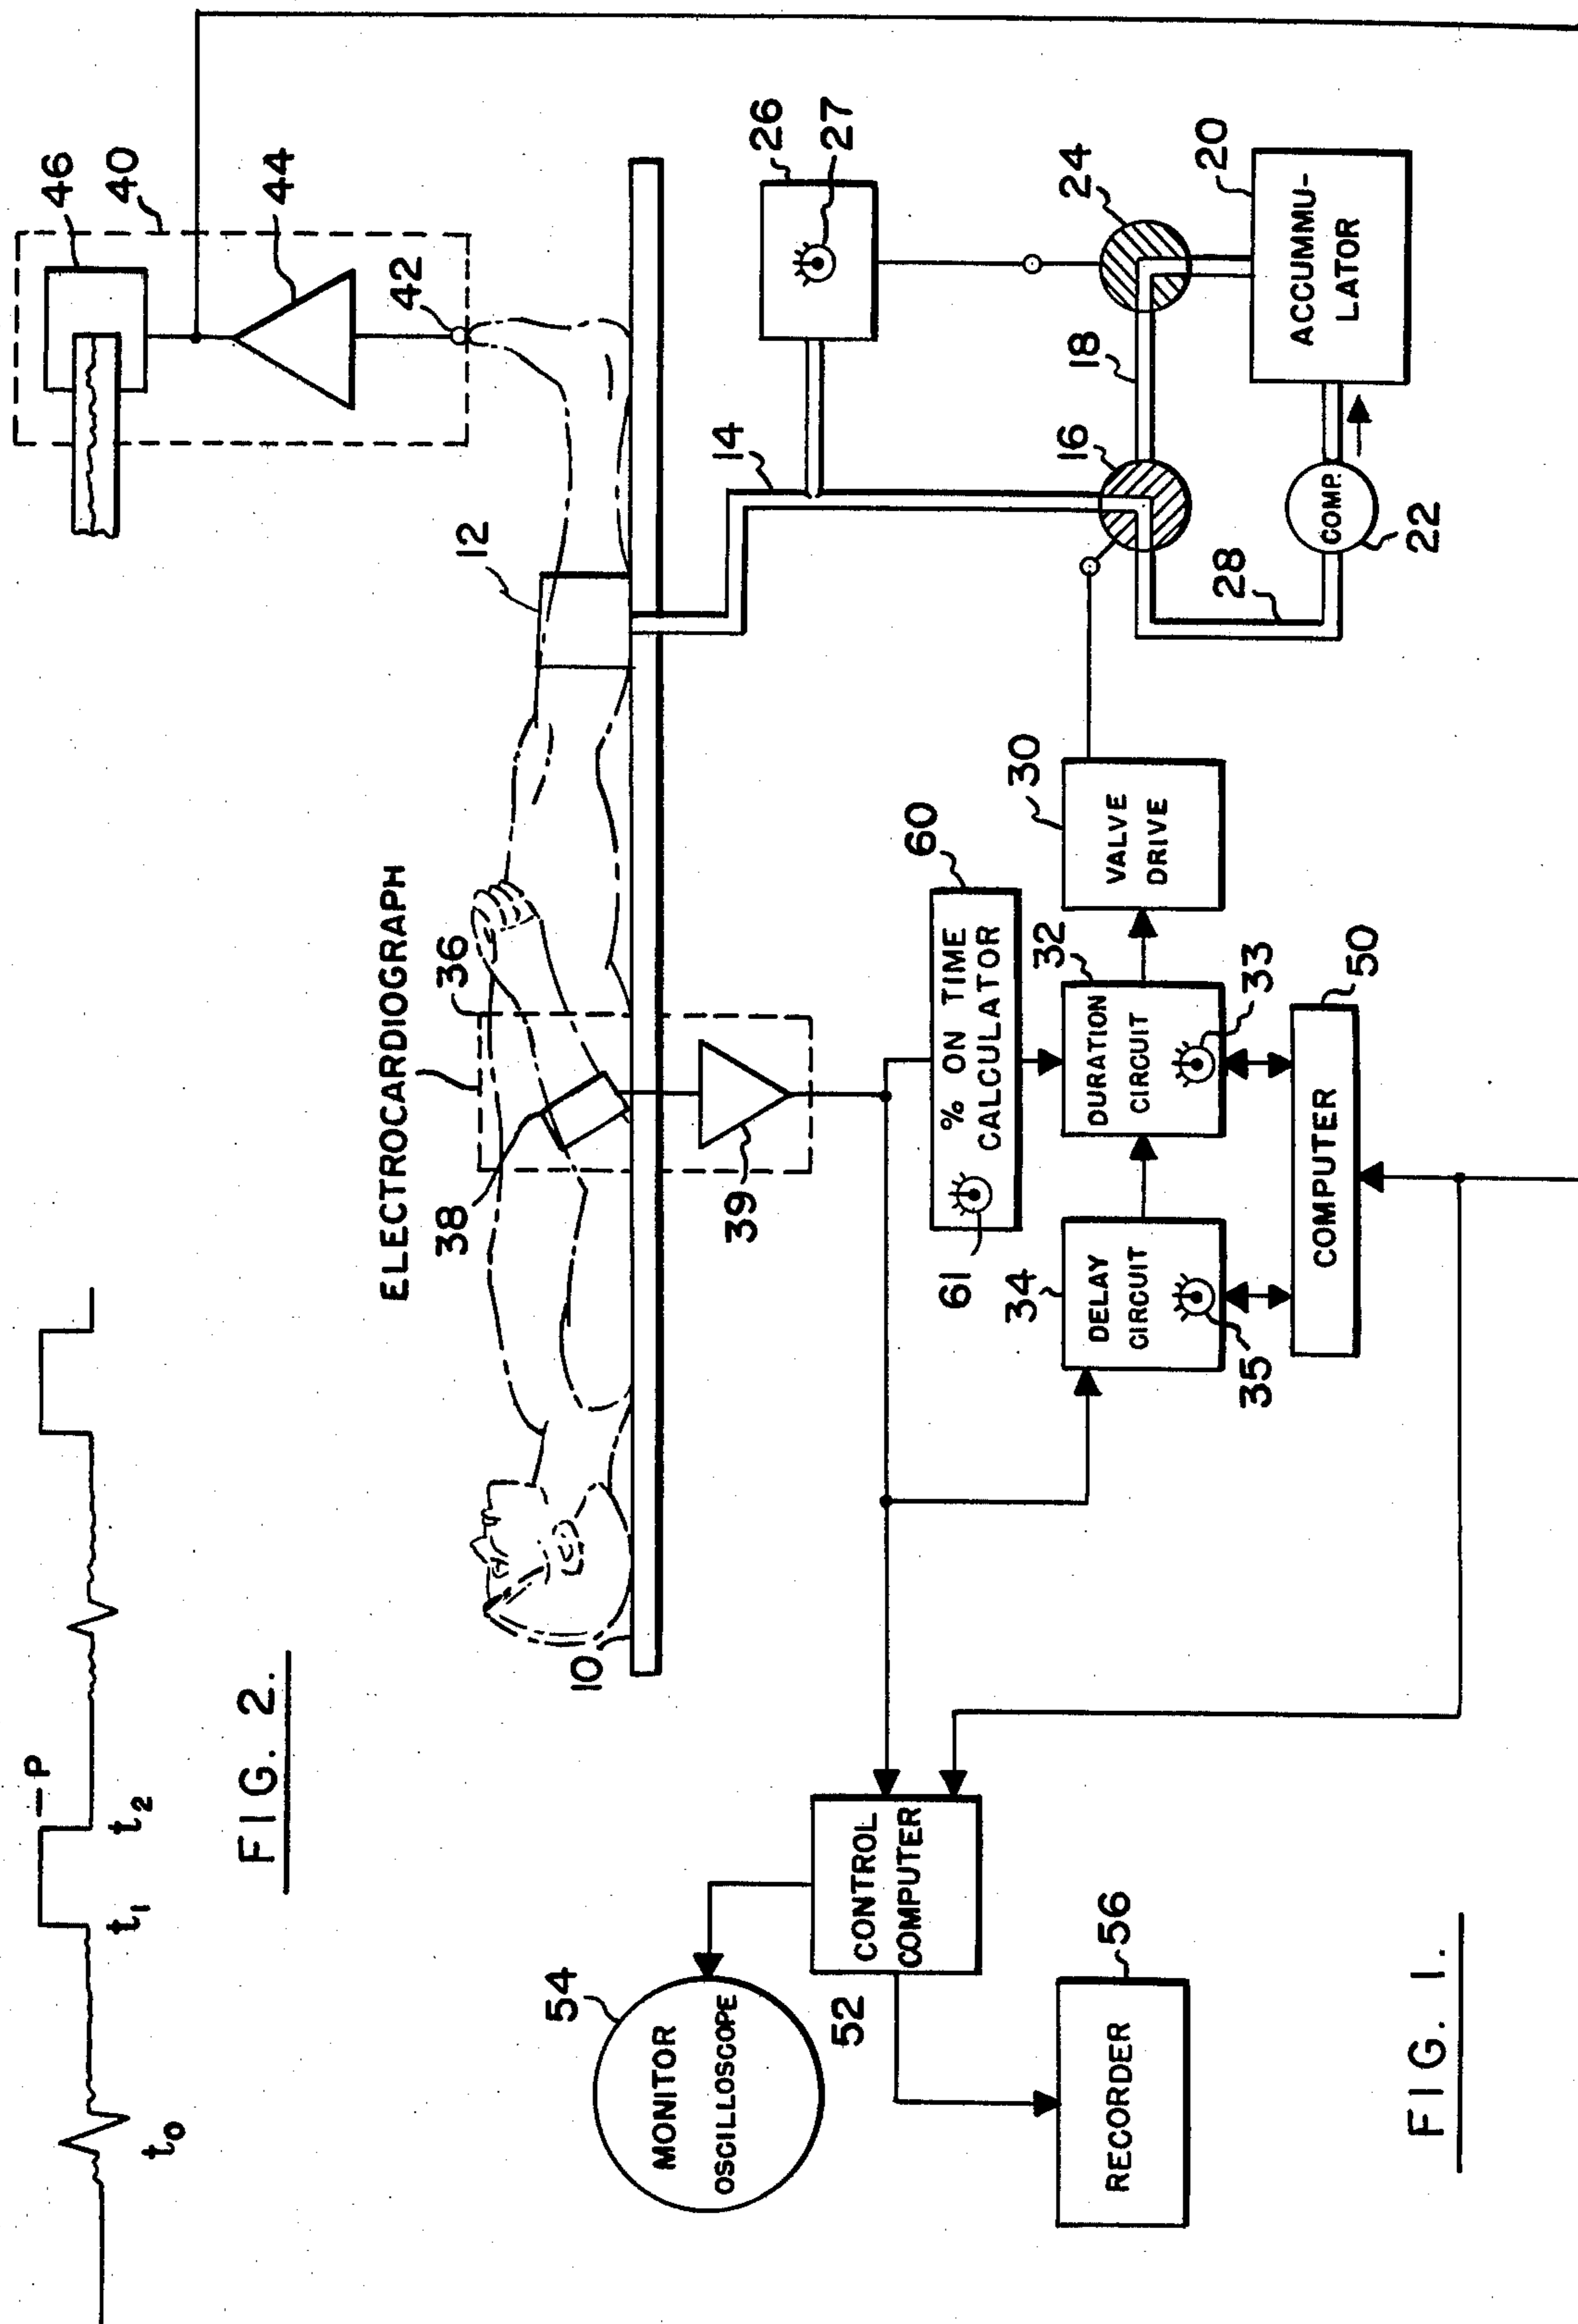 – P
t₀
t₁
t₂
FIG. 2.
ELECTROCARDIOGRAPH
36
38
39
10
12
14
40
46
44
42
26
27
24
18
16
20
ACCUMMU-
LATOR
COMP.
22
28
30
VALVE
DRIVE
60
% ON TIME
CALCULATOR
61
32
DURATION
CIRCUIT
33
34
DELAY
CIRCUIT
35
50
COMPUTER
CONTROL
COMPUTER
52
54
MONITOR
OSCILLOSCOPE
56
RECORDER
FIG. 1.